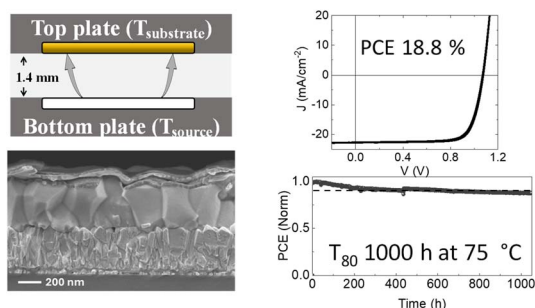 Top plate (Tsubstrate)
1.4 mm
Bottom plate (Tsource)
200 nm
20
10
0
-10
-20
J (mA/cm-2)
PCE 18.8 %
0.0 0.4 0.8 1.2
V (V)
1.0
0.5
0.0
PCE (Norm)
T80 1000 h at 75 °C
0 200 400 600 800 1000
Time (h)